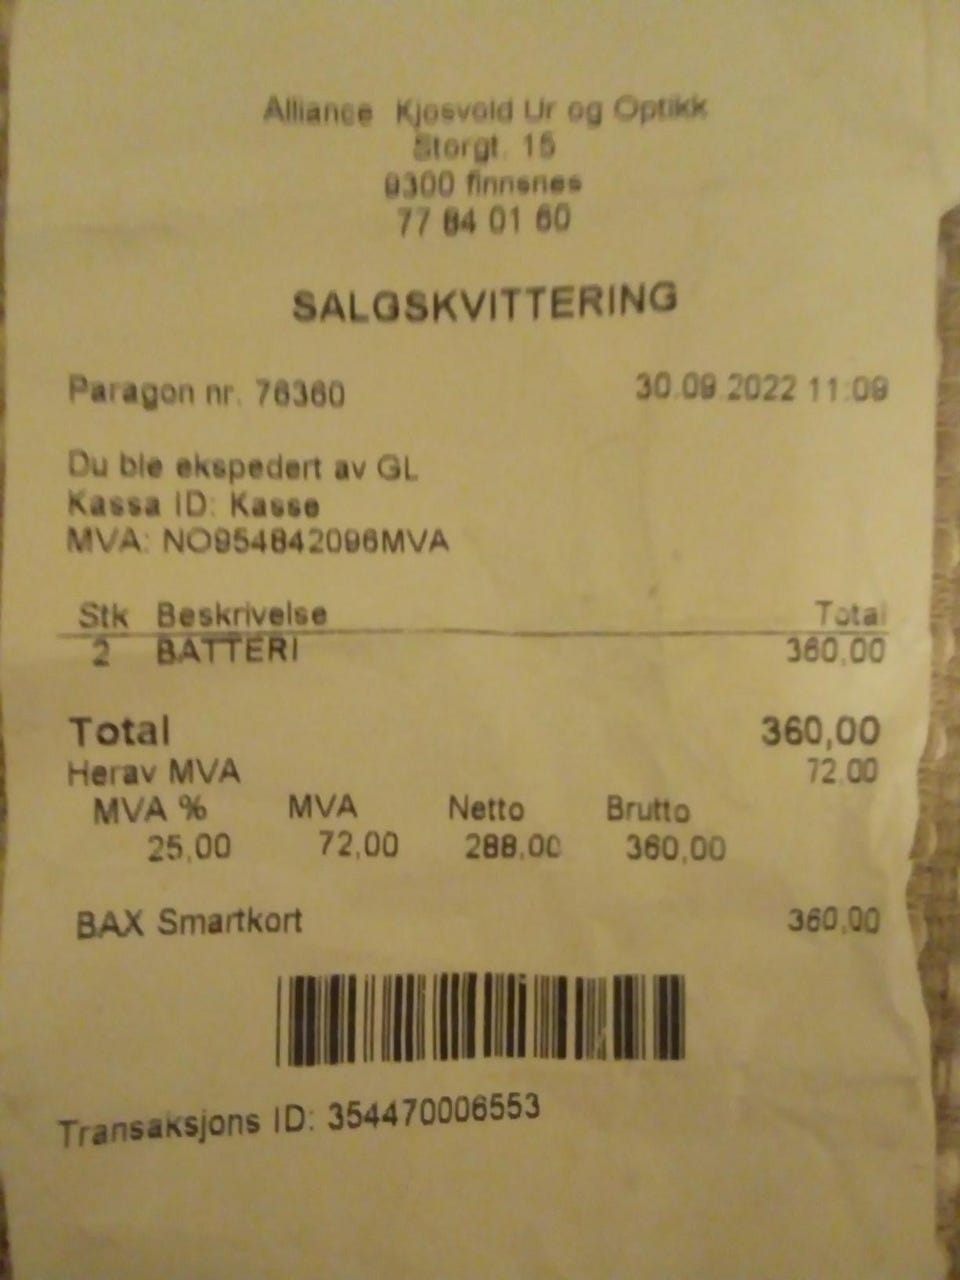 Alliance Kjosvold Ur og Optikk
Storgt. 15
9300 finnsnes
77 84 01 60
SALGSKVITTERING
Paragon nr. 76360 30.09.2022 11:09
Du ble ekspedert av GL
Kassa ID: Kasse
MVA: NO954842096MVA
Stk Beskrivelse Total
2 BATTERI 360,00
Total 360,00
Herav MVA 72,00
MVA % MVA Netto Brutto
25,00 72,00 288,00 360,00
BAX Smartkort 360,00
Transaksjons ID: 354470006553